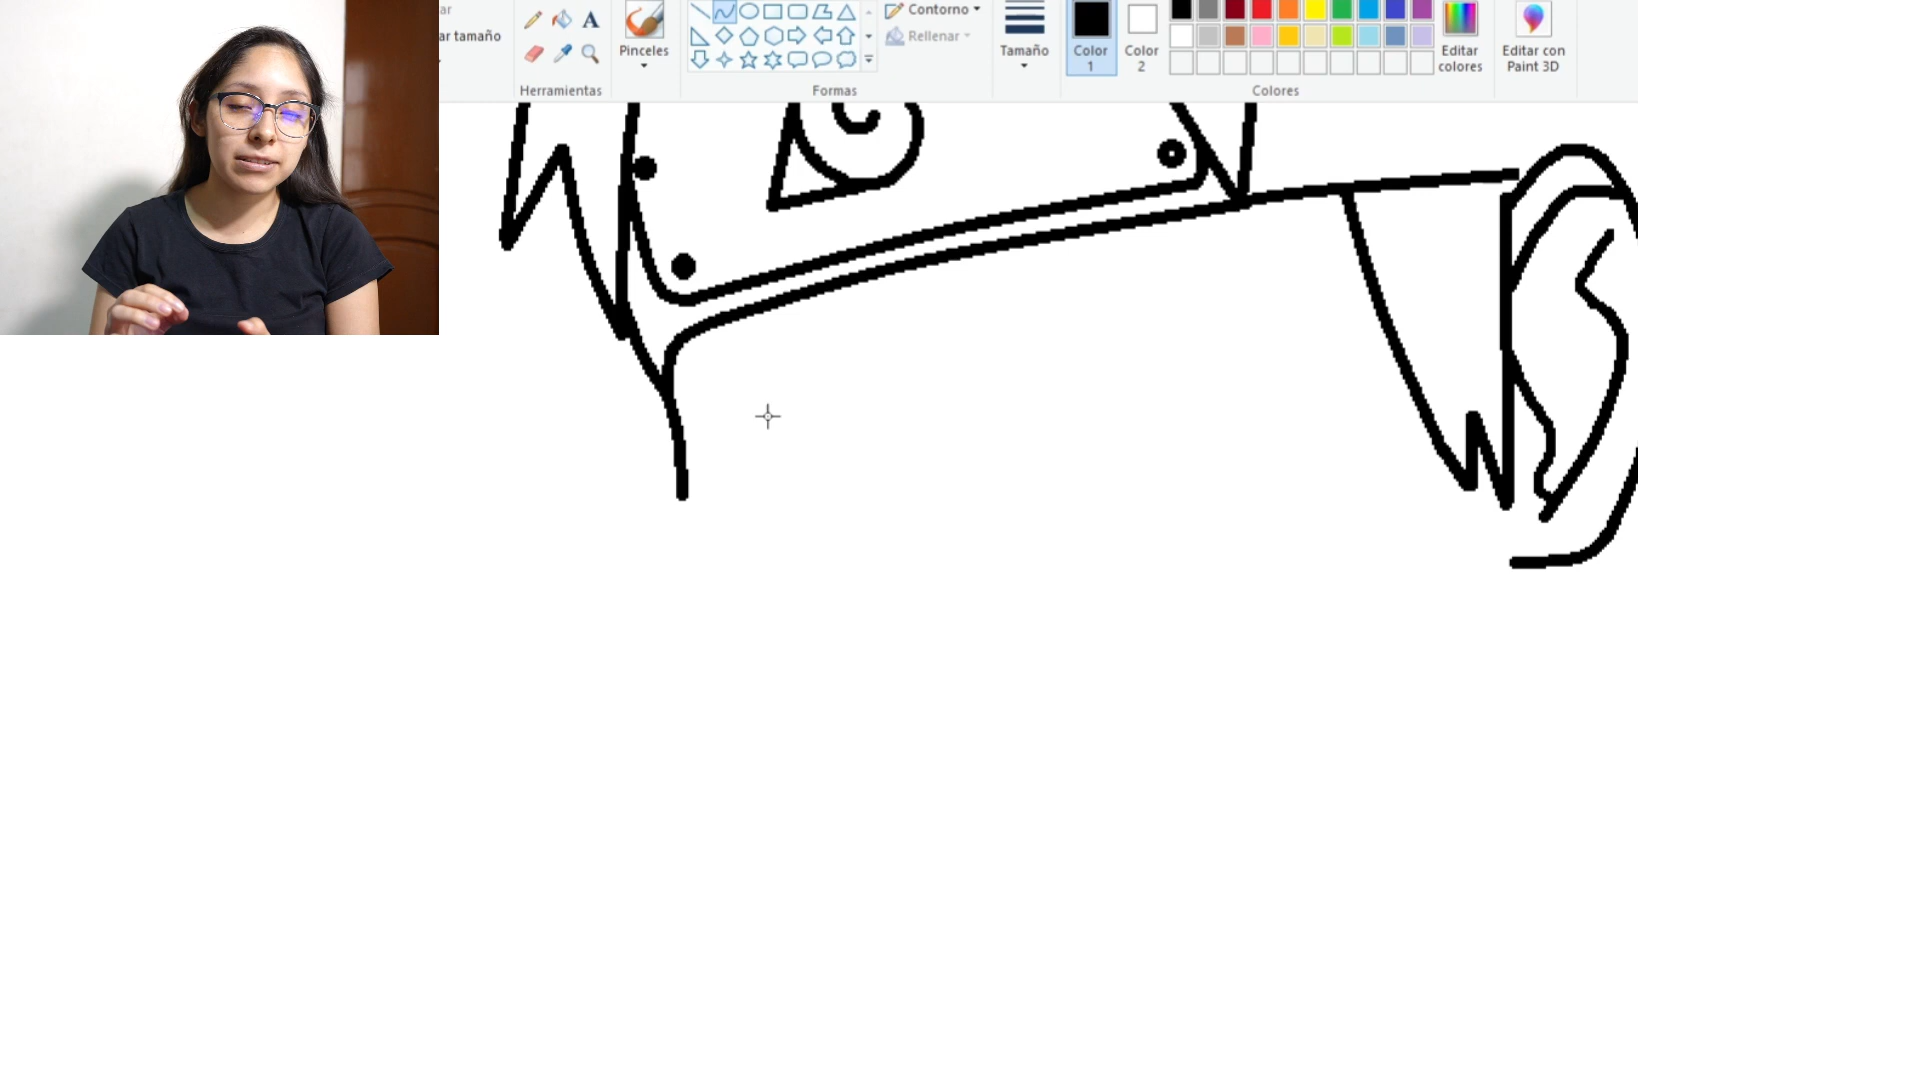 ar
ar tamaño
Herramientas
A
Pinceles
Formas
Contorno
Rellenar
Tamaño
Color
1
Color
2
Colores
Editar
colores
Editar con
Paint 3D